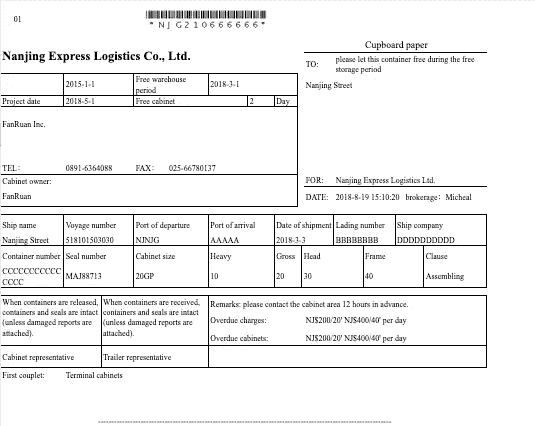 01
* N J G 2 1 0 6 6 6 6 6 6 *
Cupboard paper
Nanjing Express Logistics Co., Ltd.
TO: please let this container free during the free
storage period
2015-1-1 Free warehouse period 2018-3-1
Nanjing Street
Project date 2018-5-1 Free cabinet 2 Day
FanRuan Inc.
TEL: 0891-6364088 FAX: 025-66780137
Cabinet owner:
FanRuan
FOR: Nanjing Express Logistics Ltd.
DATE: 2018-8-19 15:10:20 brokerage: Micheal
Ship name Voyage number Port of departure Port of arrival Date of shipment Lading number Ship company
Nanjing Street 518101503030 NJNJG AAAAA 2018-3-3 BBBBBBBB DDDDDDDDDD
Container number Seal number Cabinet size Heavy Gross Head Frame Clause
CCCCCCCCCCC
CCCC MAJ88713 20GP 10 20 30 40 Assembling
When containers are released,
containers and seals are intact
(unless damaged reports are
attached).
When containers are received,
containers and seals are intact
(unless damaged reports are
attached).
Remarks: please contact the cabinet area 12 hours in advance.
Overdue charges: NJ$200/20' NJ$400/40' per day
Overdue cabinets: NJ$200/20' NJ$400/40' per day
Cabinet representative Trailer representative
First couplet: Terminal cabinets